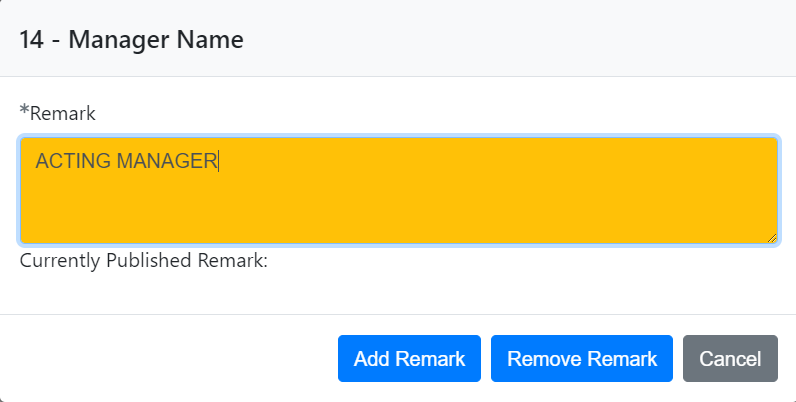 14 - Manager Name
*Remark
ACTING MANAGER
Currently Published Remark:
Add Remark Remove Remark Cancel